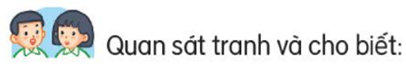 Quan sát tranh và cho biết: